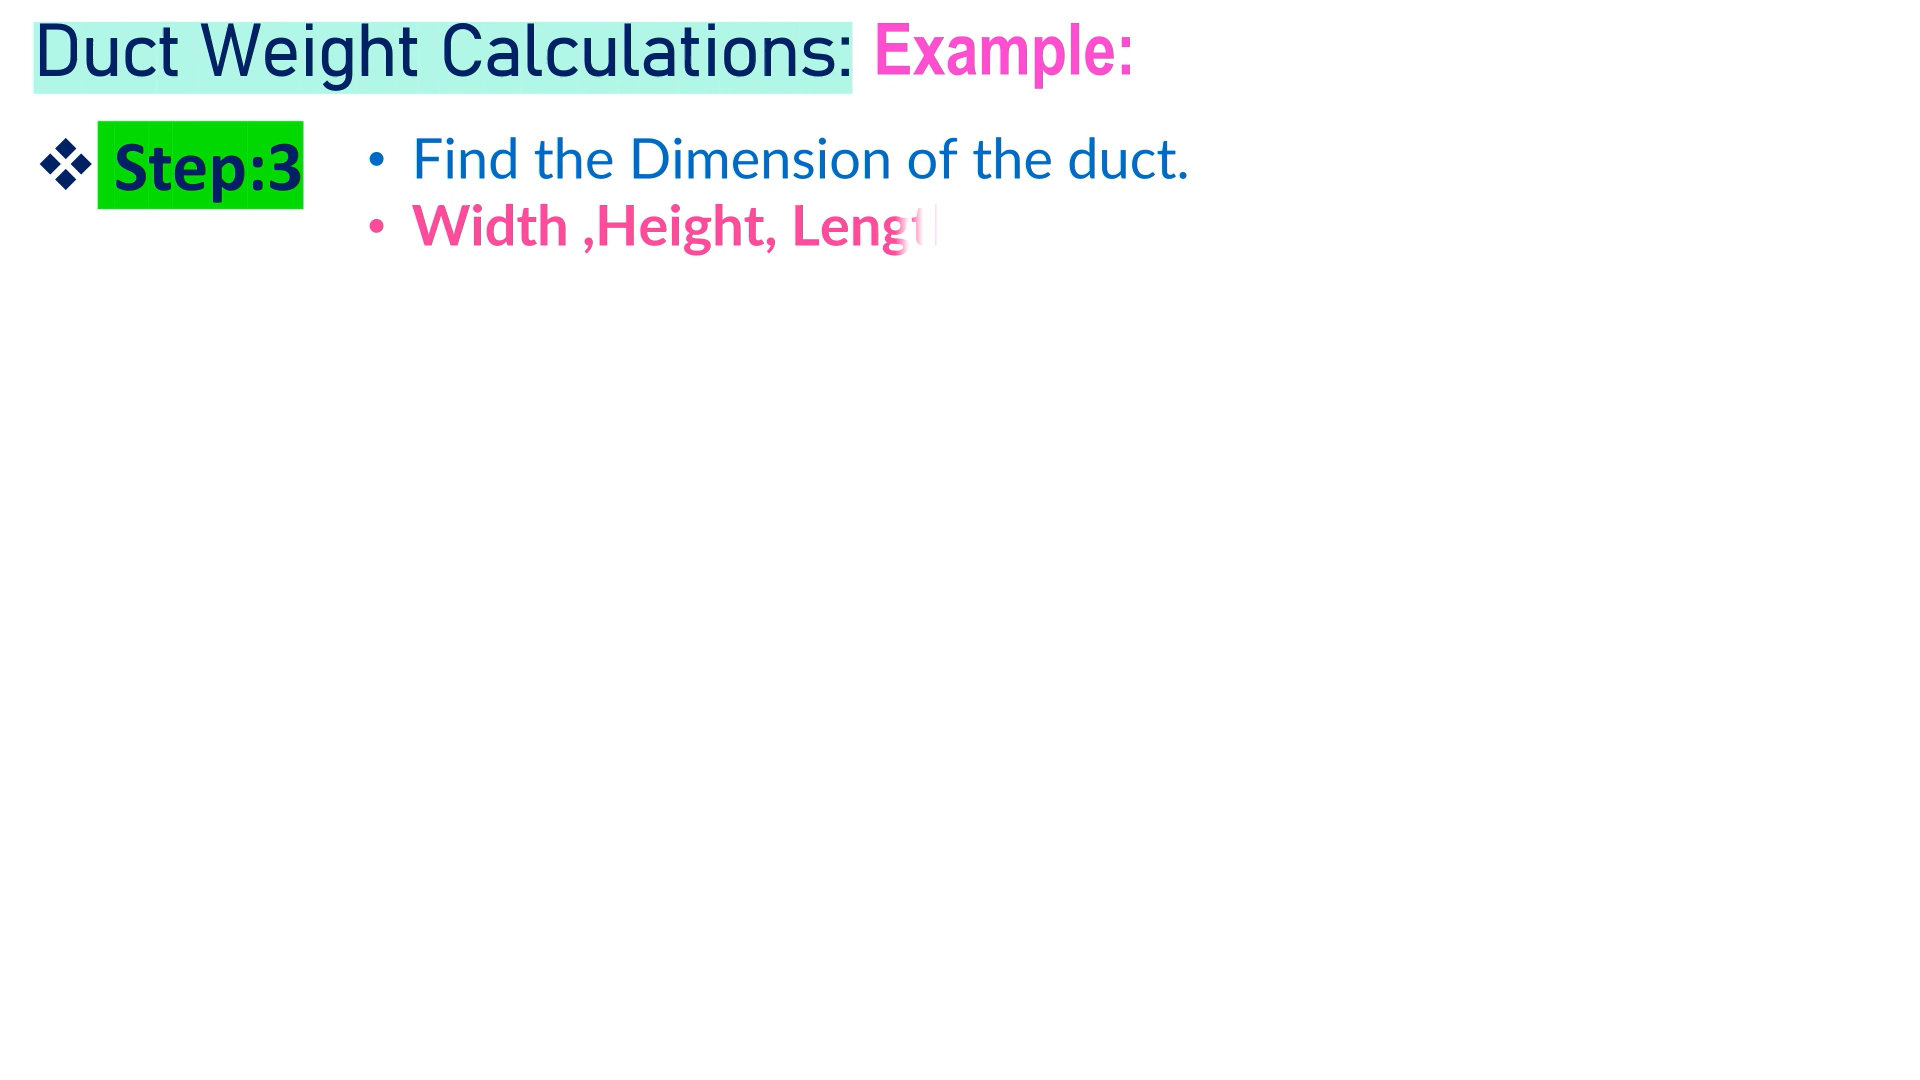 Duct Weight Calculations: Example:
❖ Step:3
• Find the Dimension of the duct.
• Width ,Height,